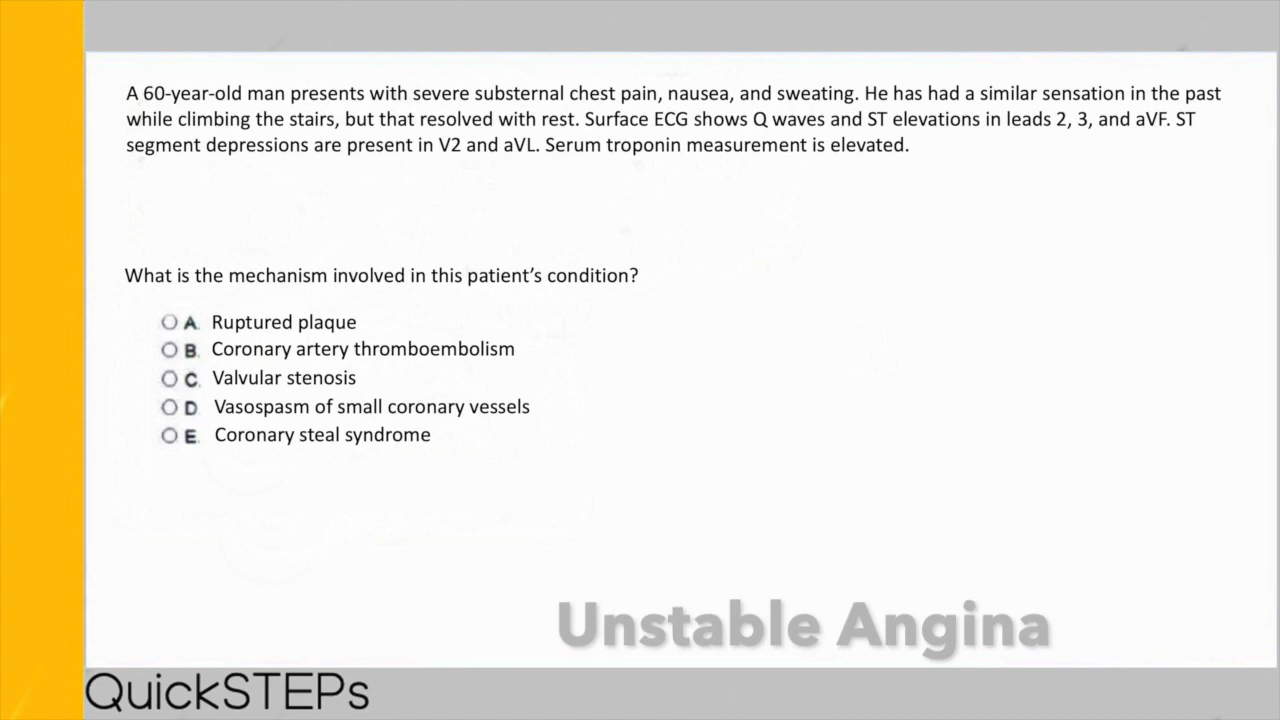 A 60-year-old man presents with severe substernal chest pain, nausea, and sweating. He has had a similar sensation in the past
while climbing the stairs, but that resolved with rest. Surface ECG shows Q waves and ST elevations in leads 2, 3, and aVF. ST
segment depressions are present in V2 and aVL. Serum troponin measurement is elevated.
What is the mechanism involved in this patient's condition?
A. Ruptured plaque
B. Coronary artery thromboembolism
C. Valvular stenosis
D. Vasospasm of small coronary vessels
E. Coronary steal syndrome
Unstable Angina
QuickSTEPs